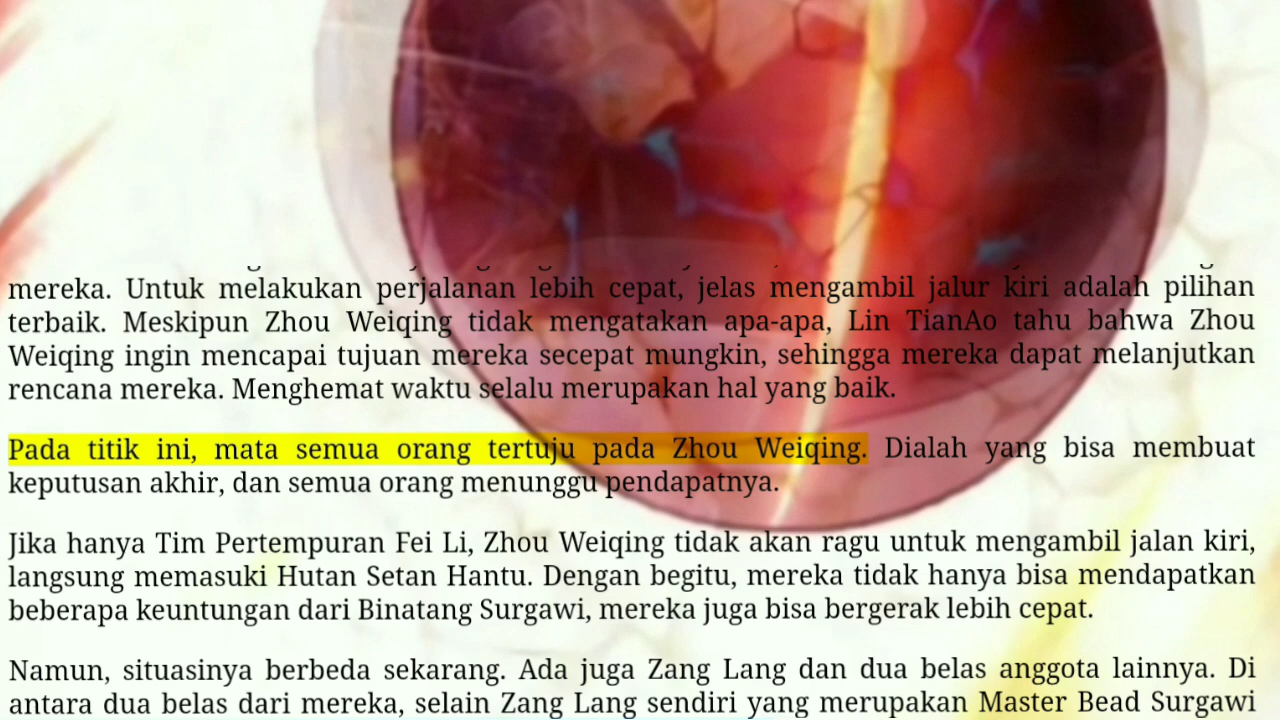 mereka. Untuk melakukan perjalanan lebih cepat, jelas mengambil jalur kiri adalah pilihan
terbaik. Meskipun Zhou Weiqing tidak mengatakan apa-apa, Lin TianAo tahu bahwa Zhou
Weiqing ingin mencapai tujuan mereka secepat mungkin, sehingga mereka dapat melanjutkan
rencana mereka. Menghemat waktu selalu merupakan hal yang baik.
Pada titik ini, mata semua orang tertuju pada Zhou Weiqing. Dialah yang bisa membuat
keputusan akhir, dan semua orang menunggu pendapatnya.
Jika hanya Tim Pertempuran Fei Li, Zhou Weiqing tidak akan ragu untuk mengambil jalan kiri,
langsung memasuki Hutan Setan Hantu. Dengan begitu, mereka tidak hanya bisa mendapatkan
beberapa keuntungan dari Binatang Surgawi, mereka juga bisa bergerak lebih cepat.
Namun, situasinya berbeda sekarang. Ada juga Zang Lang dan dua belas anggota lainnya. Di
antara dua belas dari mereka, selain Zang Lang sendiri yang merupakan Master Bead Surgawi